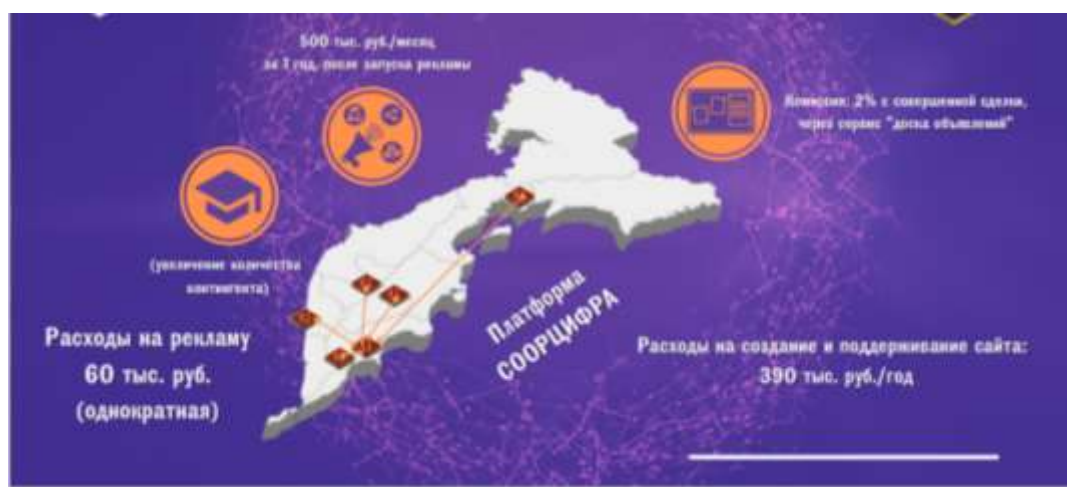 500 тыс. руб./месяц
за 1 год, после запуска рекламы
Комиссия: 2% с совершенной сделки,
через сервис "доска объявлений"
(увеличение количества
контингента)
Платформа
СООРЦИФРА
Расходы на рекламу
60 тыс. руб.
(однократная)
Расходы на создание и поддерживание сайта:
390 тыс. руб./год